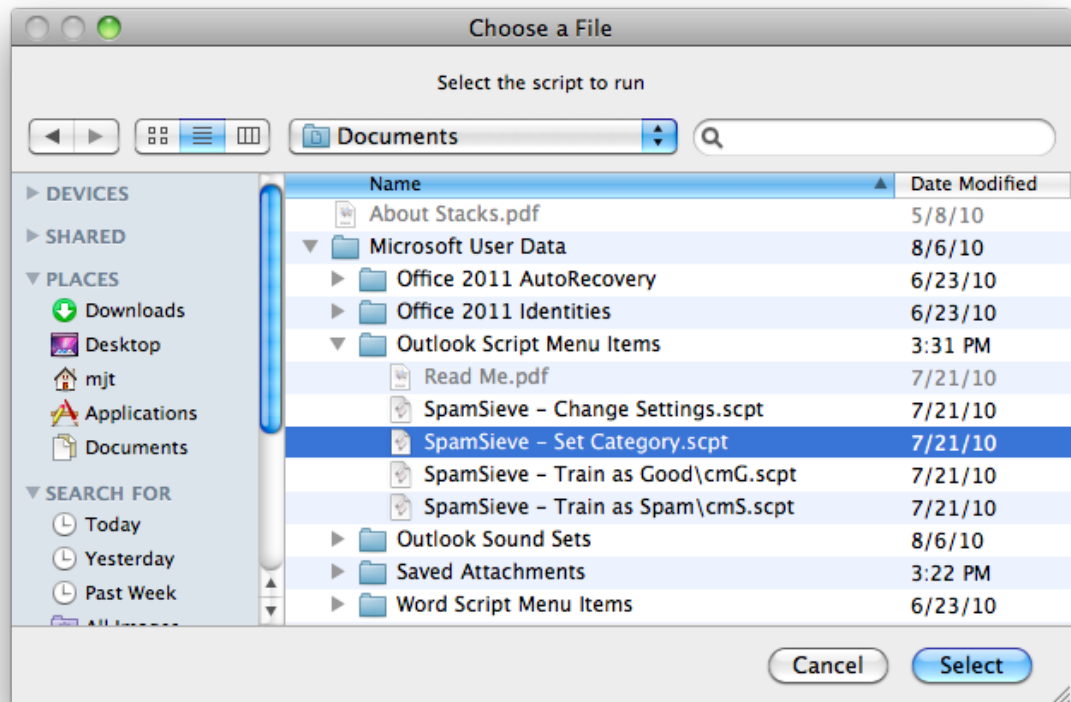 Choose a File
Select the script to run
Documents
DEVICES
SHARED
PLACES
Downloads
Desktop
mjt
Applications
Documents
SEARCH FOR
Today
Yesterday
Past Week
All Images
Name Date Modified
About Stacks.pdf 5/8/10
Microsoft User Data 8/6/10
Office 2011 AutoRecovery 6/23/10
Office 2011 Identities 6/23/10
Outlook Script Menu Items 3:31 PM
Read Me.pdf 7/21/10
SpamSieve – Change Settings.scpt 7/21/10
SpamSieve – Set Category.scpt 7/21/10
SpamSieve – Train as Good\cmG.scpt 7/21/10
SpamSieve – Train as Spam\cmS.scpt 7/21/10
Outlook Sound Sets 8/6/10
Saved Attachments 3:22 PM
Word Script Menu Items 6/23/10
Cancel Select